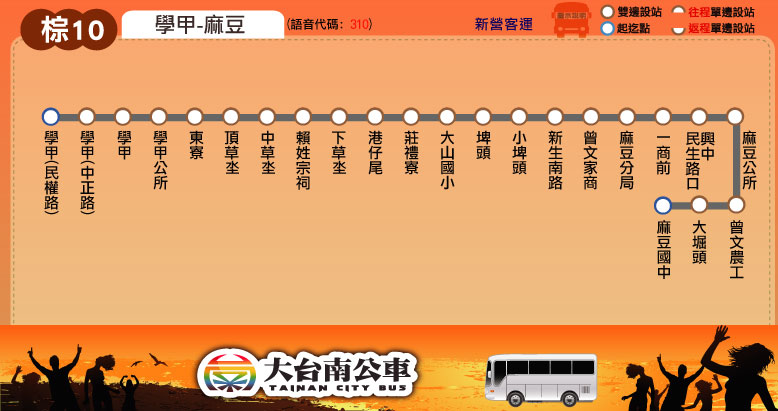 棕10
學甲-麻豆
(語音代碼: 310)
新營客運
雙邊設站
往程單邊設站
起迄點
返程單邊設站
學甲(民權路)
學甲(中正路)
學甲
學甲公所
東寮
頂草坔
中草坔
賴姓宗祠
下草坔
港仔尾
莊禮寮
大山國小
埤頭
小埤頭
新生南路
曾文家商
麻豆分局
一商前
興中
民生路口
麻豆公所
曾文農工
大堀頭
麻豆國中
大台南公車
TAINAN CITY BUS